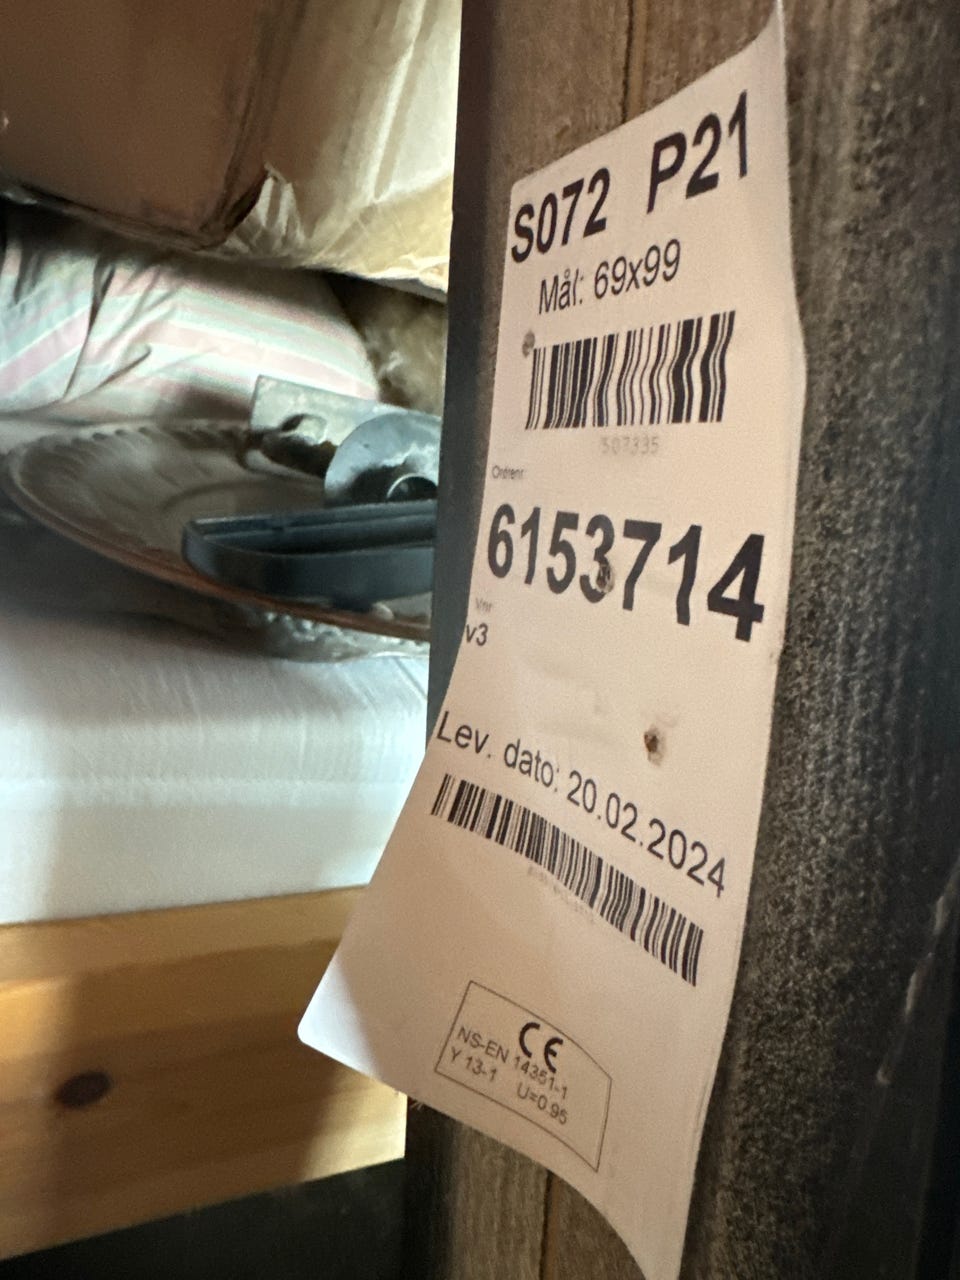 S072 P21
Mål: 69x99
507335
Ordrenr
6153714
Vnr
v3
Lev. dato: 20.02.2024
CE
NS-EN 14351-1
Y 13-1 U=0.95